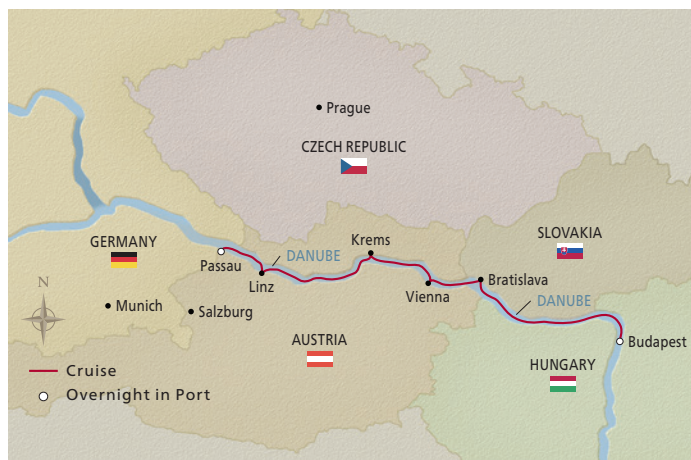 Prague
CZECH REPUBLIC
SLOVAKIA
Krems
GERMANY
DANUBE
Passau
Linz
Bratislava
Vienna
DANUBE
N
Munich
Salzburg
AUSTRIA
Budapest
HUNGARY
Cruise
Overnight in Port